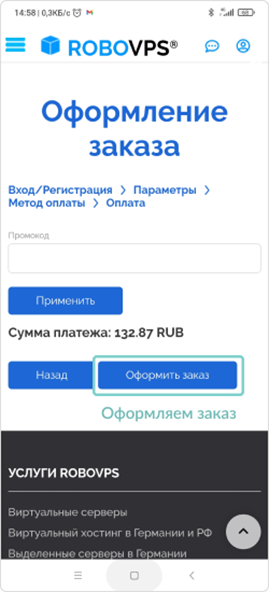 14:58 | 0,3КБ/с
ROBOVPS®
Оформление
заказа
Вход/Регистрация > Параметры >
Метод оплаты > Оплата
Промокод
Применить
Сумма платежа: 132.87 RUB
Назад
Оформить заказ
Оформляем заказ
УСЛУГИ ROBOVPS
Виртуальные серверы
Виртуальный хостинг в Германии и РФ
Выделенные серверы в Германии